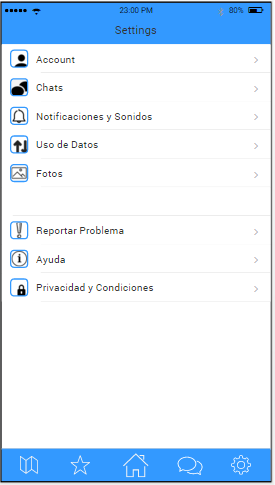 23:00 PM 80%
Settings
Account
Chats
Notificaciones y Sonidos
Uso de Datos
Fotos
Reportar Problema
Ayuda
Privacidad y Condiciones